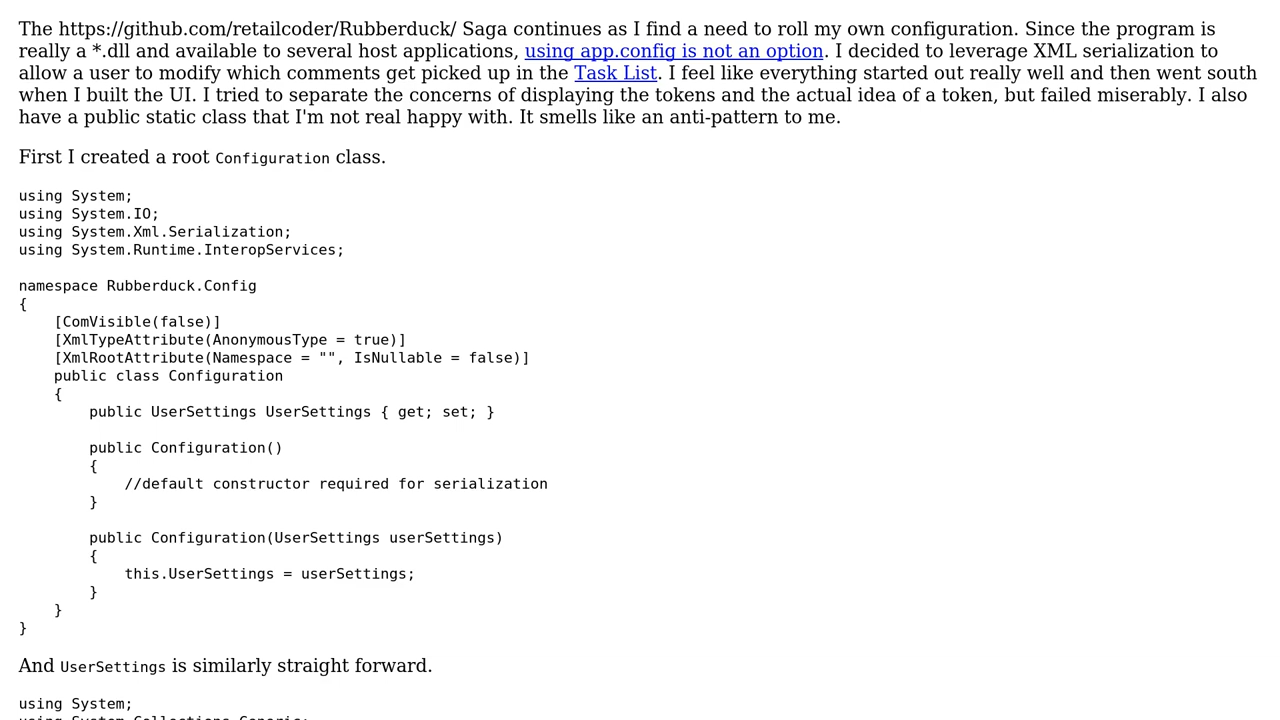 The https://github.com/retailcoder/Rubberduck/ Saga continues as I find a need to roll my own configuration. Since the program is
really a *.dll and available to several host applications, using app.config is not an option. I decided to leverage XML serialization to
allow a user to modify which comments get picked up in the Task List. I feel like everything started out really well and then went south
when I built the UI. I tried to separate the concerns of displaying the tokens and the actual idea of a token, but failed miserably. I also
have a public static class that I'm not real happy with. It smells like an anti-pattern to me.
First I created a root Configuration class.
using System;
using System.IO;
using System.Xml.Serialization;
using System.Runtime.InteropServices;
namespace Rubberduck.Config
{
    [ComVisible(false)]
    [XmlTypeAttribute(AnonymousType = true)]
    [XmlRootAttribute(Namespace = "", IsNullable = false)]
    public class Configuration
    {
        public UserSettings UserSettings { get; set; }
        public Configuration()
        {
            //default constructor required for serialization
        }
        public Configuration(UserSettings userSettings)
        {
            this.UserSettings = userSettings;
        }
    }
}
And UserSettings is similarly straight forward.
using System;
using System.Collections.Generic;